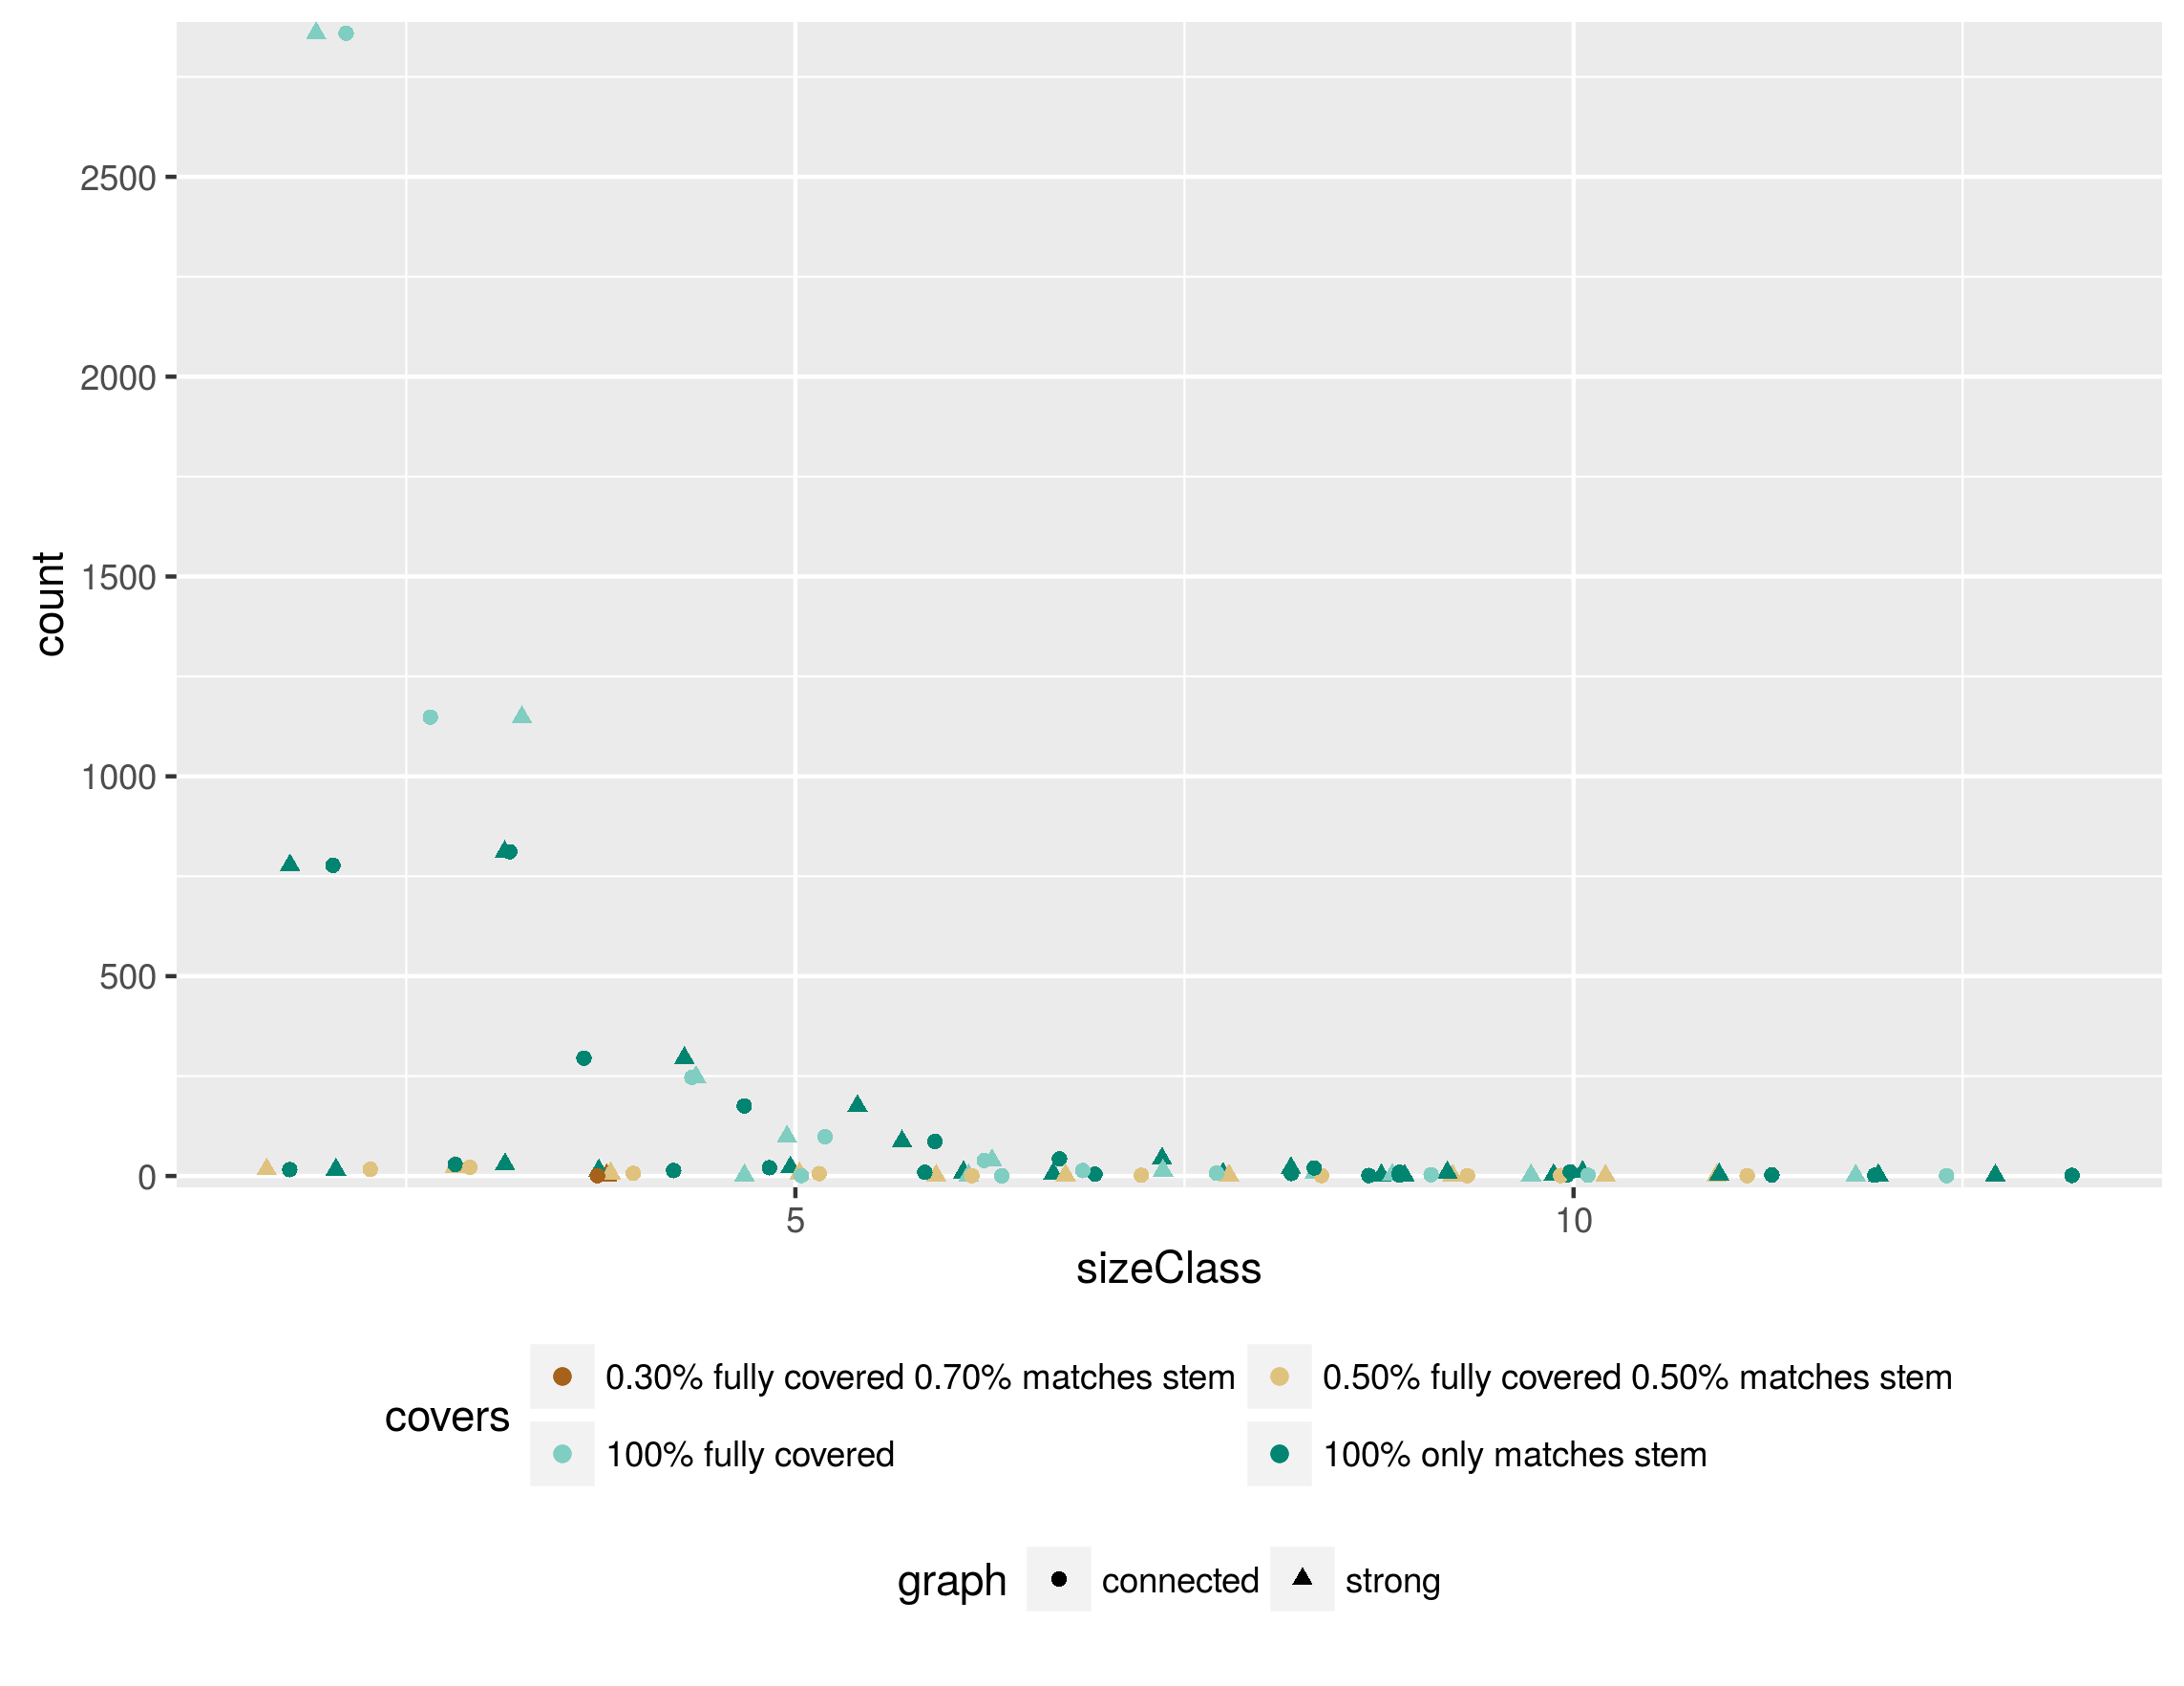 2500
2000
1500
1000
500
0
count
5 10
sizeClass
covers
0.30% fully covered 0.70% matches stem
0.50% fully covered 0.50% matches stem
100% fully covered
100% only matches stem
graph connected strong